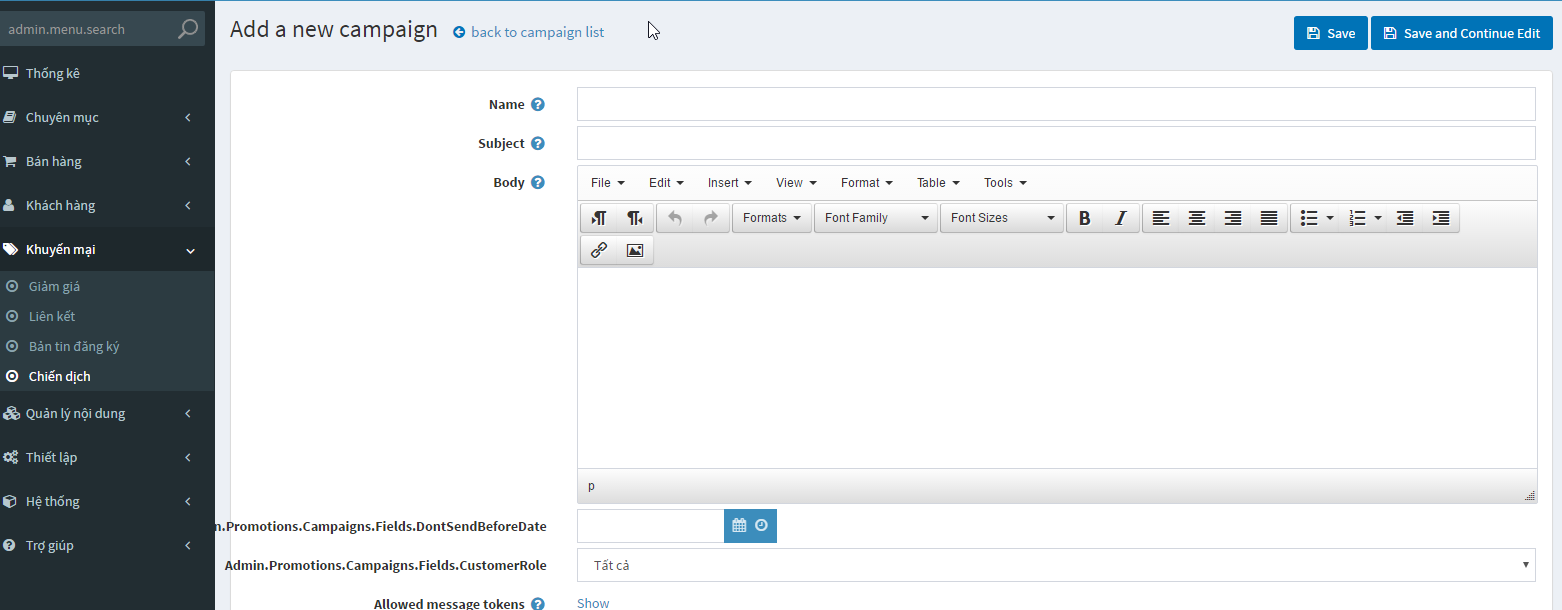 admin.menu.search
Thống kê
Chuyên mục
Bán hàng
Khách hàng
Khuyến mại
Giảm giá
Liên kết
Bản tin đăng ký
Chiến dịch
Quản lý nội dung
Thiết lập
Hệ thống
Trợ giúp
Add a new campaign back to campaign list
Save Save and Continue Edit
Name
Subject
Body
File Edit Insert View Format Table Tools
Formats Font Family Font Sizes B I
p
n.Promotions.Campaigns.Fields.DontSendBeforeDate
Admin.Promotions.Campaigns.Fields.CustomerRole Tất cả
Allowed message tokens Show